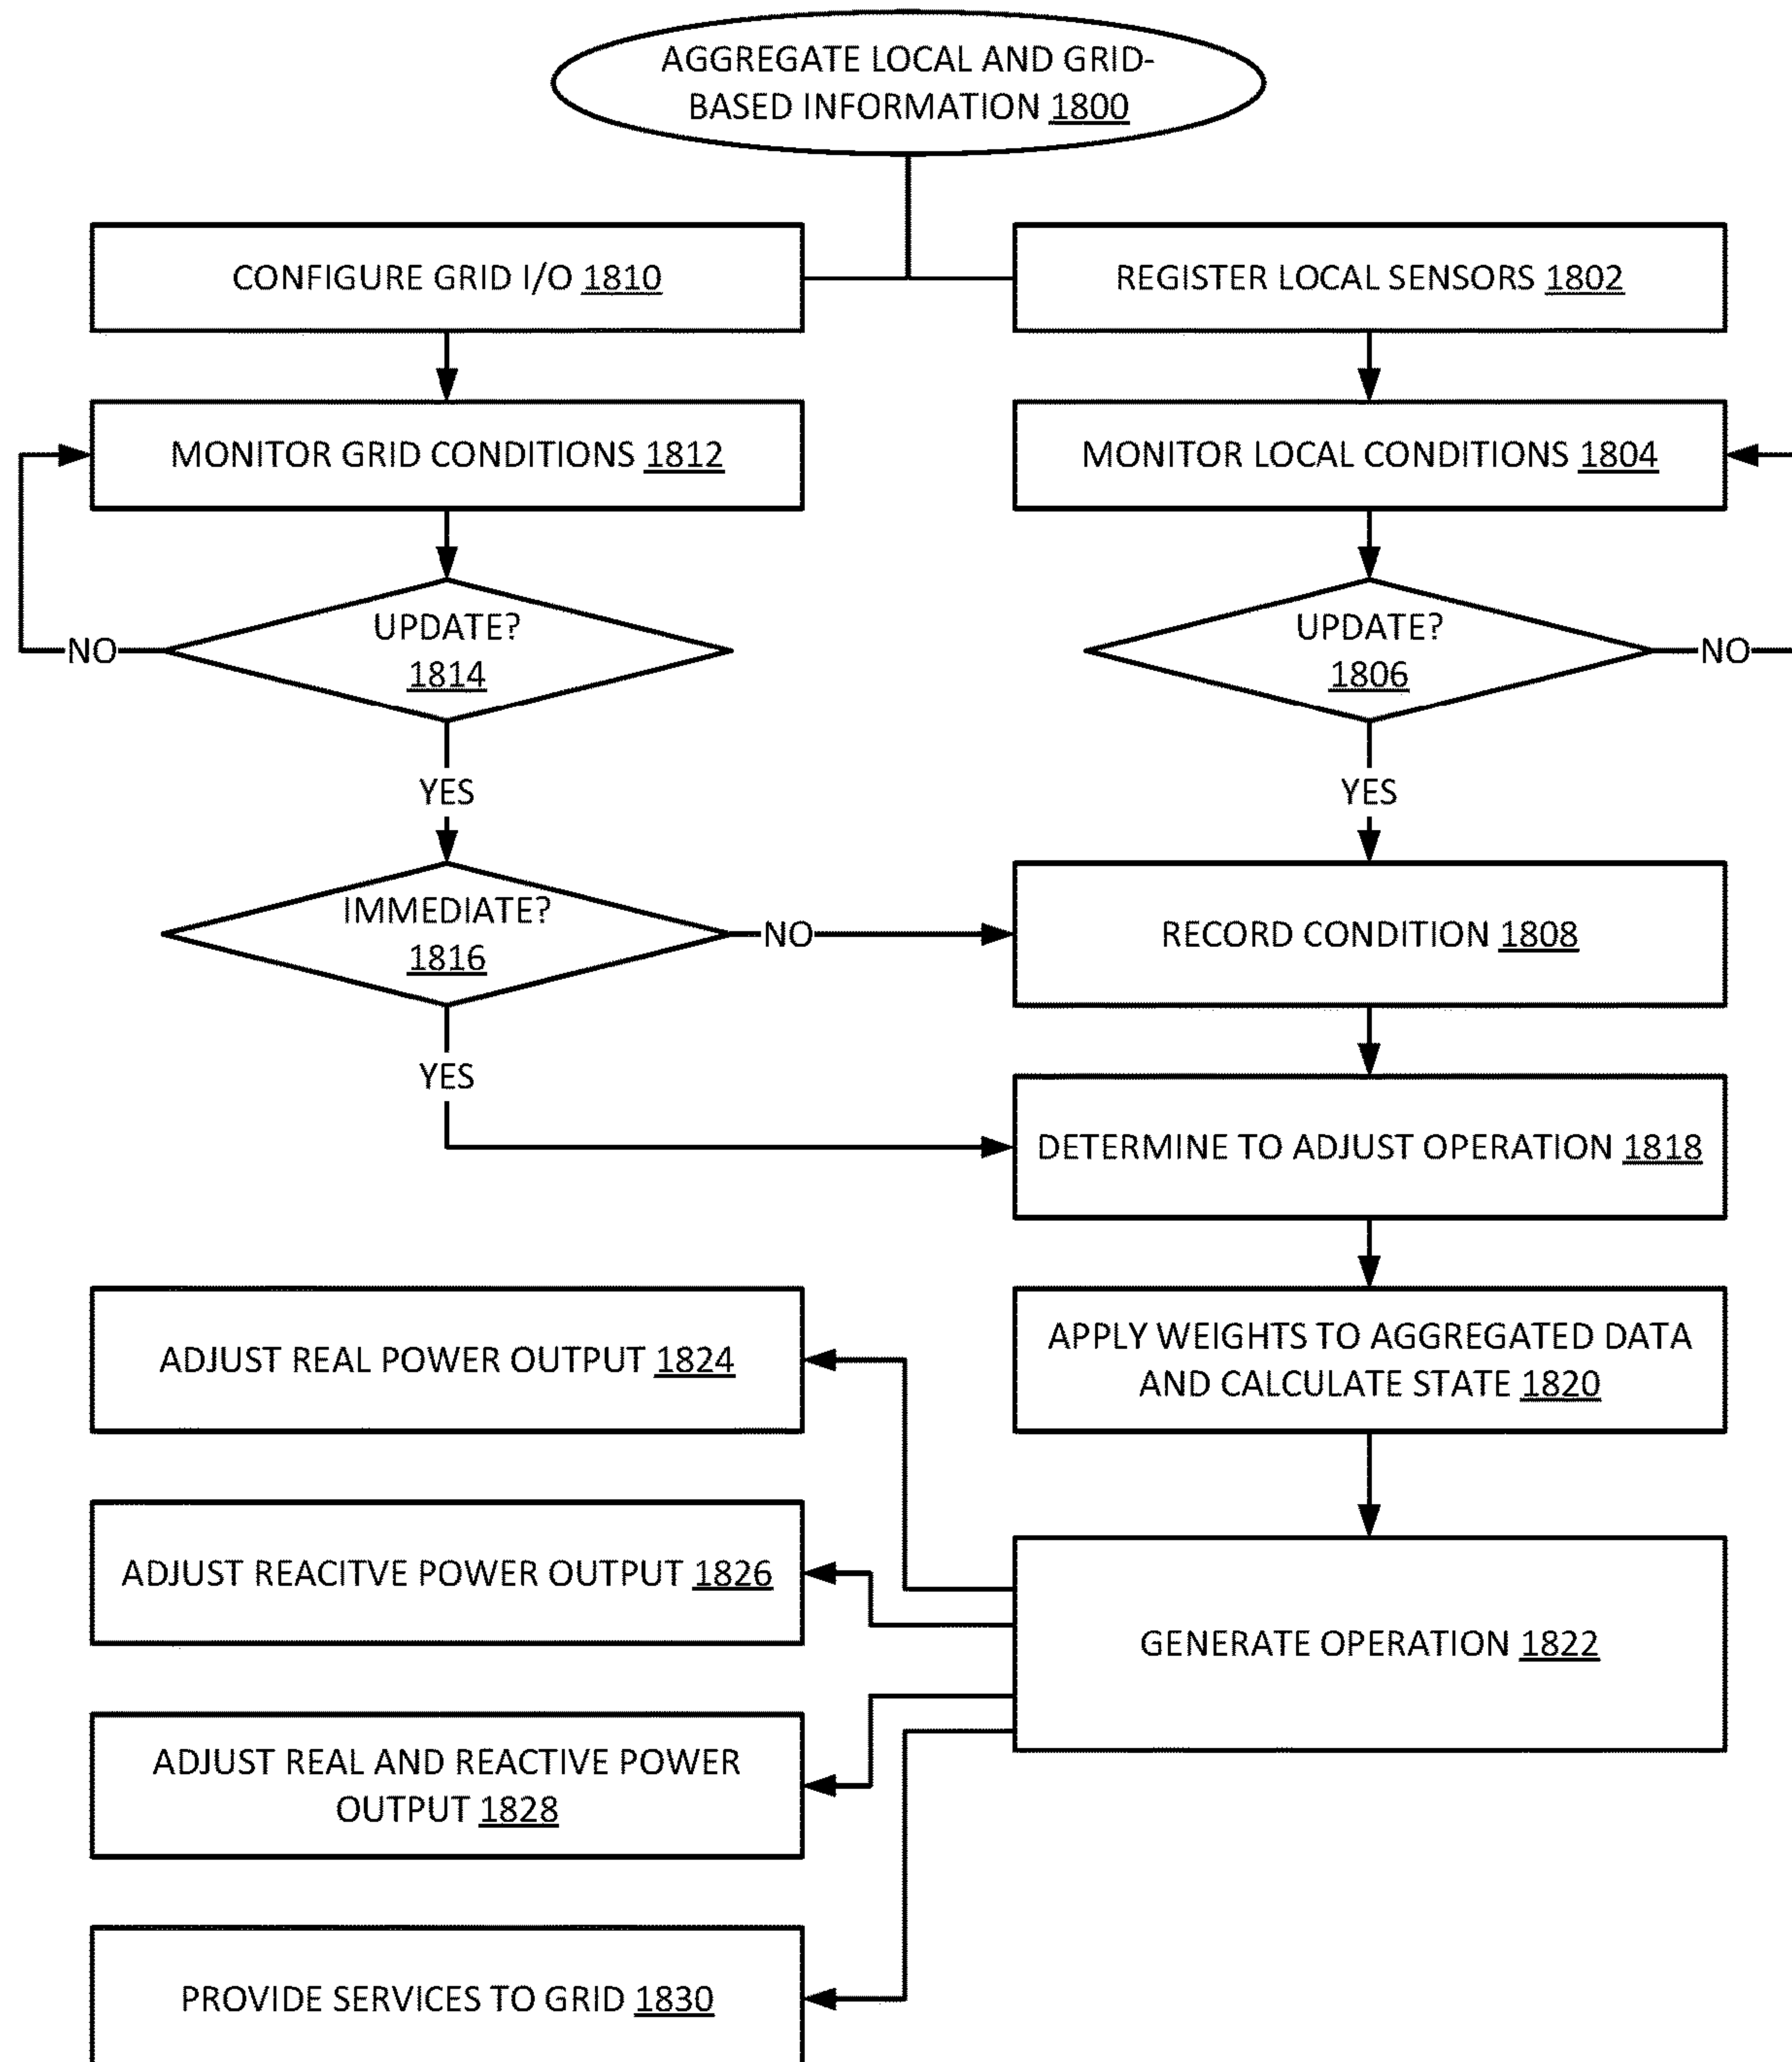 AGGREGATE LOCAL AND GRID-
BASED INFORMATION 1800
CONFIGURE GRID I/O 1810
REGISTER LOCAL SENSORS 1802
MONITOR GRID CONDITIONS 1812
MONITOR LOCAL CONDITIONS 1804
UPDATE?
1814
NO
UPDATE?
1806
NO
YES
YES
IMMEDIATE?
1816
NO
RECORD CONDITION 1808
YES
DETERMINE TO ADJUST OPERATION 1818
APPLY WEIGHTS TO AGGREGATED DATA
AND CALCULATE STATE 1820
ADJUST REAL POWER OUTPUT 1824
ADJUST REACITVE POWER OUTPUT 1826
GENERATE OPERATION 1822
ADJUST REAL AND REACTIVE POWER
OUTPUT 1828
PROVIDE SERVICES TO GRID 1830